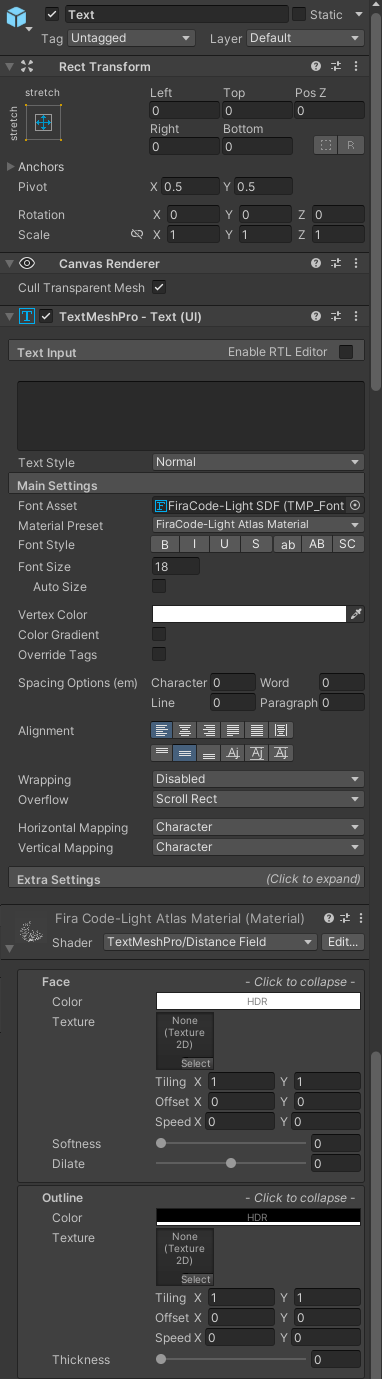 Text Static
Tag Untagged Layer Default
Rect Transform
stretch Left Top Pos Z
stretch 0 0 0
Right Bottom
0 0 R
Anchors
Pivot X 0.5 Y 0.5
Rotation X 0 Y 0 Z 0
Scale X 1 Y 1 Z 1
Canvas Renderer
Cull Transparent Mesh
T TextMeshPro - Text (UI)
Text Input Enable RTL Editor
Text Style Normal
Main Settings
Font Asset FiraCode-Light SDF (TMP_Font
Material Preset FiraCode-Light Atlas Material
Font Style B I U S ab AB SC
Font Size 18
Auto Size
Vertex Color
Color Gradient
Override Tags
Spacing Options (em) Character 0 Word 0
Line 0 Paragraph 0
Alignment
Wrapping Disabled
Overflow Scroll Rect
Horizontal Mapping Character
Vertical Mapping Character
Extra Settings (Click to expand)
Fira Code-Light Atlas Material (Material)
Shader TextMeshPro/Distance Field Edit...
Face - Click to collapse -
Color HDR
Texture None
(Texture
2D)
Select
Tiling X 1 Y 1
Offset X 0 Y 0
Speed X 0 Y 0
Softness 0
Dilate 0
Outline - Click to collapse -
Color HDR
Texture None
(Texture
2D)
Select
Tiling X 1 Y 1
Offset X 0 Y 0
Speed X 0 Y 0
Thickness 0